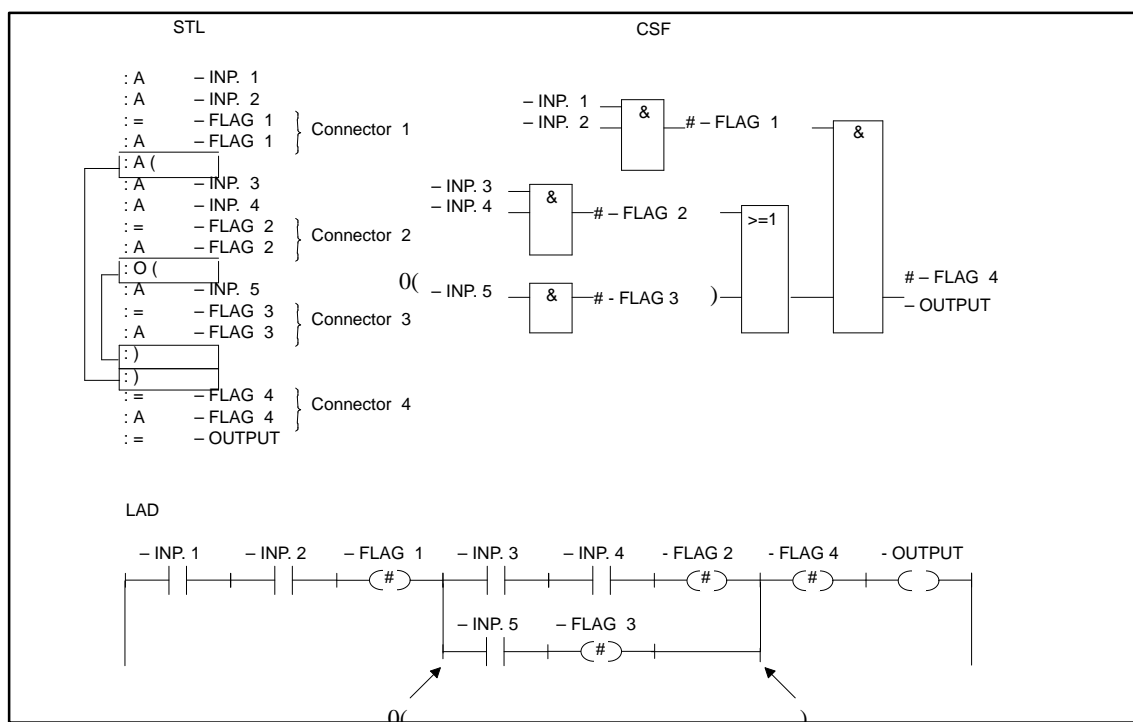 STL
: A – INP. 1
: A – INP. 2
: = – FLAG 1
: A – FLAG 1
Connector 1
: A (
: A – INP. 3
: A – INP. 4
: = – FLAG 2
: A – FLAG 2
Connector 2
: O (
: A – INP. 5
: = – FLAG 3
: A – FLAG 3
Connector 3
: )
: )
: = – FLAG 4
: A – FLAG 4
Connector 4
: = – OUTPUT
CSF
– INP. 1
– INP. 2
&
# – FLAG 1
&
– INP. 3
– INP. 4
&
# – FLAG 2
>=1
0(
– INP. 5
&
# - FLAG 3
)
# – FLAG 4
– OUTPUT
LAD
– INP. 1 – INP. 2 – FLAG 1 – INP. 3 – INP. 4 - FLAG 2 - FLAG 4 - OUTPUT
(#) (#) (#) ( )
– INP. 5 – FLAG 3
(#)
0( )